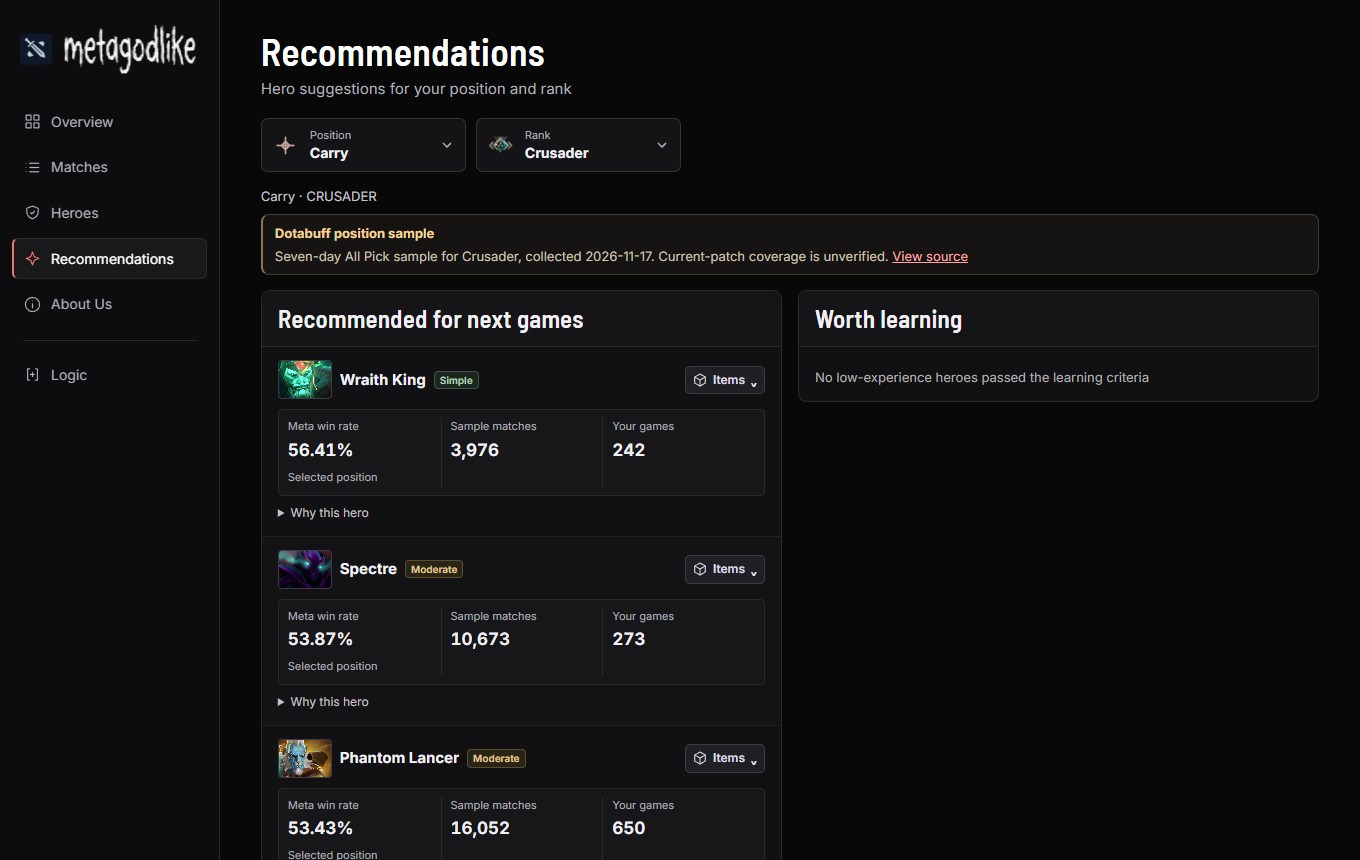 metagodlike
Overview
Matches
Heroes
Recommendations
About Us
Logic
Recommendations
Hero suggestions for your position and rank
Position
Carry
Rank
Crusader
Carry · CRUSADER
Dotabuff position sample
Seven-day All Pick sample for Crusader, collected 2026-11-17. Current-patch coverage is unverified. View source
Recommended for next games
Wraith King Simple Items
Meta win rate Sample matches Your games
56.41% 3,976 242
Selected position
Why this hero
Spectre Moderate Items
Meta win rate Sample matches Your games
53.87% 10,673 273
Selected position
Why this hero
Phantom Lancer Moderate Items
Meta win rate Sample matches Your games
53.43% 16,052 650
Selected position
Worth learning
No low-experience heroes passed the learning criteria